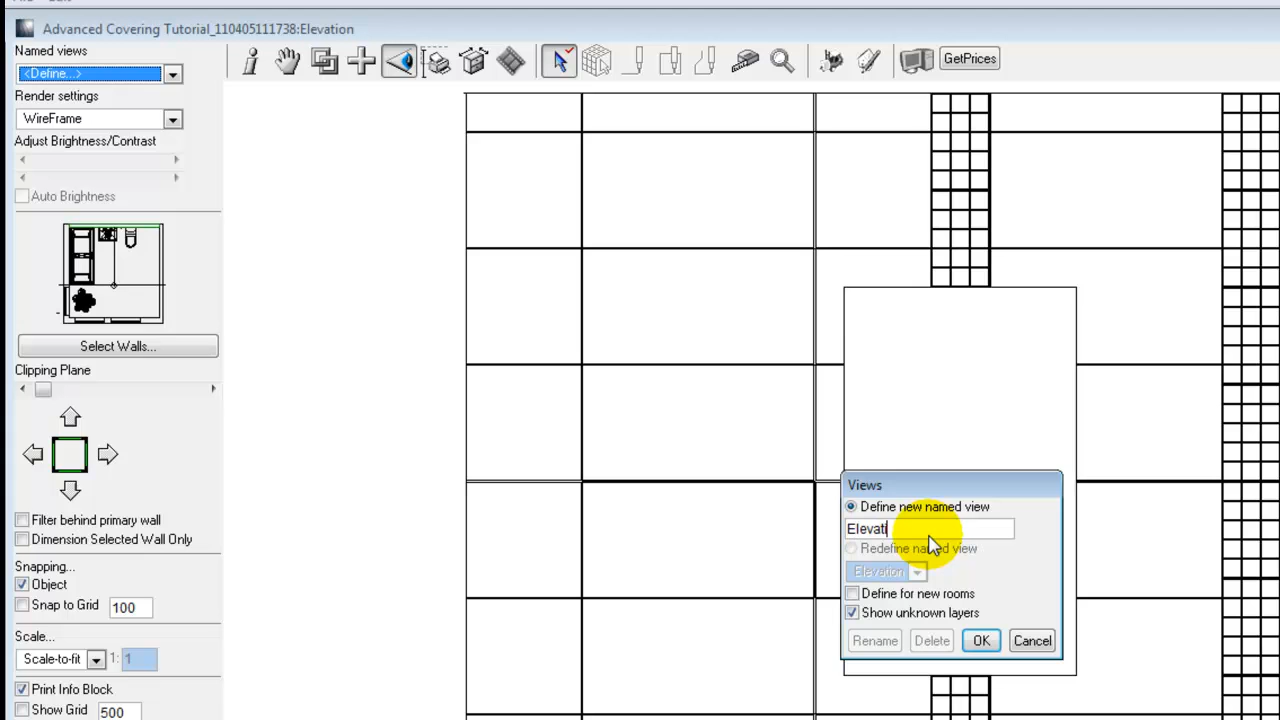 Advanced Covering Tutorial_110405111738:Elevation
Named views
<Define...>
GetPrices
Render settings
WireFrame
Adjust Brightness/Contrast
Auto Brightness
Select Walls...
Clipping Plane
Views
Define new named view
Elevati
Redefine named view
Elevation
Define for new rooms
Show unknown layers
Rename
Delete
OK
Cancel
Filter behind primary wall
Dimension Selected Wall Only
Snapping...
Object
Snap to Grid 100
Scale...
Scale-to-fit 1: 1
Print Info Block
Show Grid 500